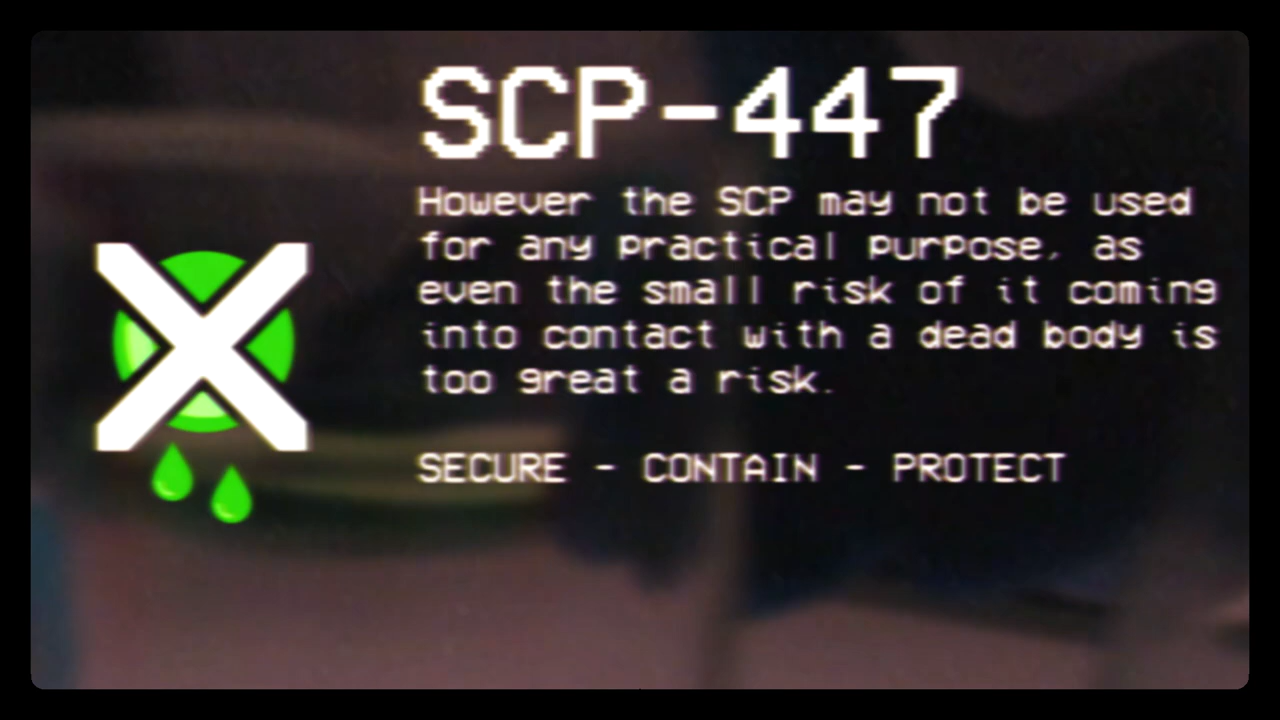 SCP-447
However the SCP may not be used
for any practical purpose, as
even the small risk of it coming
into contact with a dead body is
too great a risk.
SECURE - CONTAIN - PROTECT